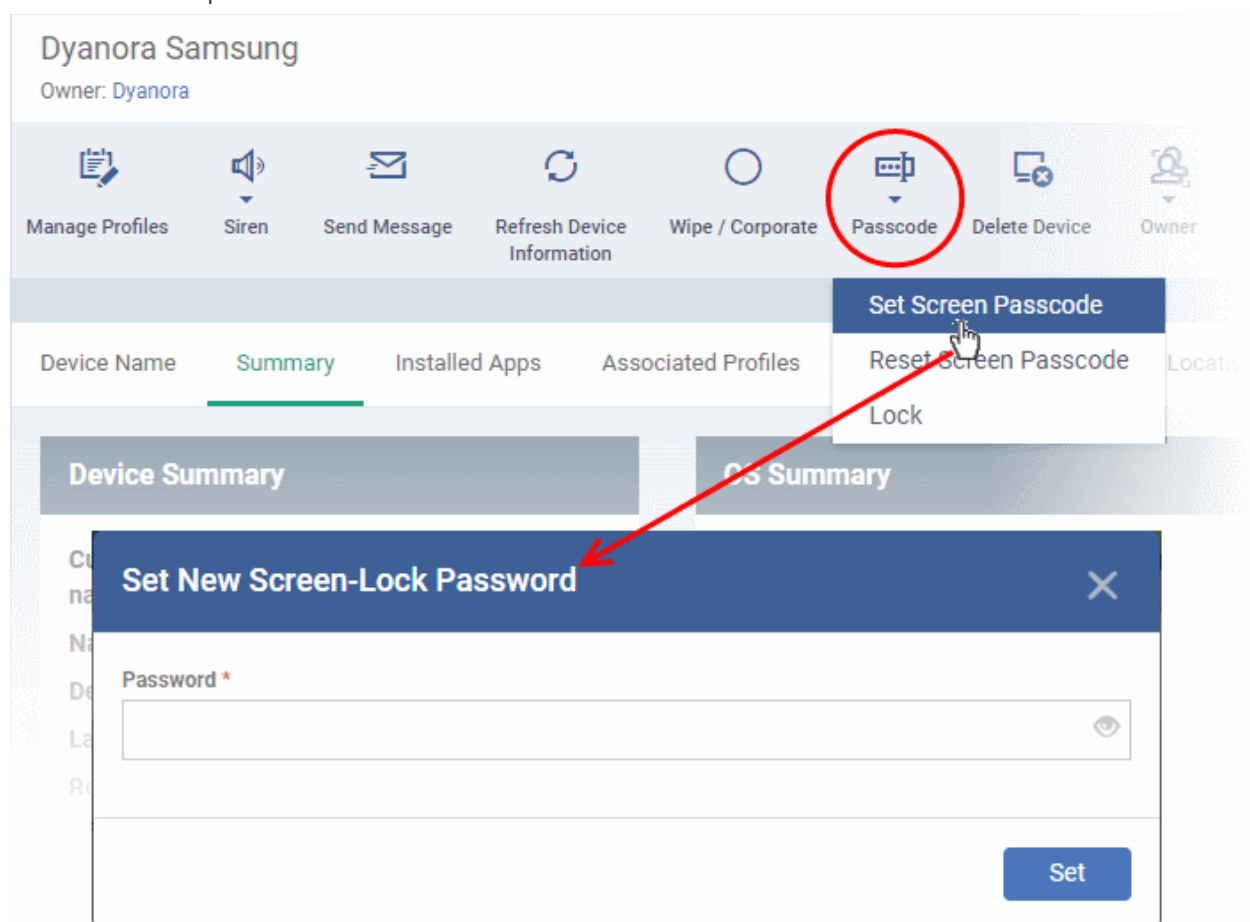 Dyanora Samsung
Owner: Dyanora
Manage Profiles
Siren
Send Message
Refresh Device
Information
Wipe / Corporate
Passcode
Delete Device
Owner
Set Screen Passcode
Reset Screen Passcode
Lock
Device Name
Summary
Installed Apps
Associated Profiles
Locati
Device Summary
OS Summary
Set New Screen-Lock Password
Password *
Set